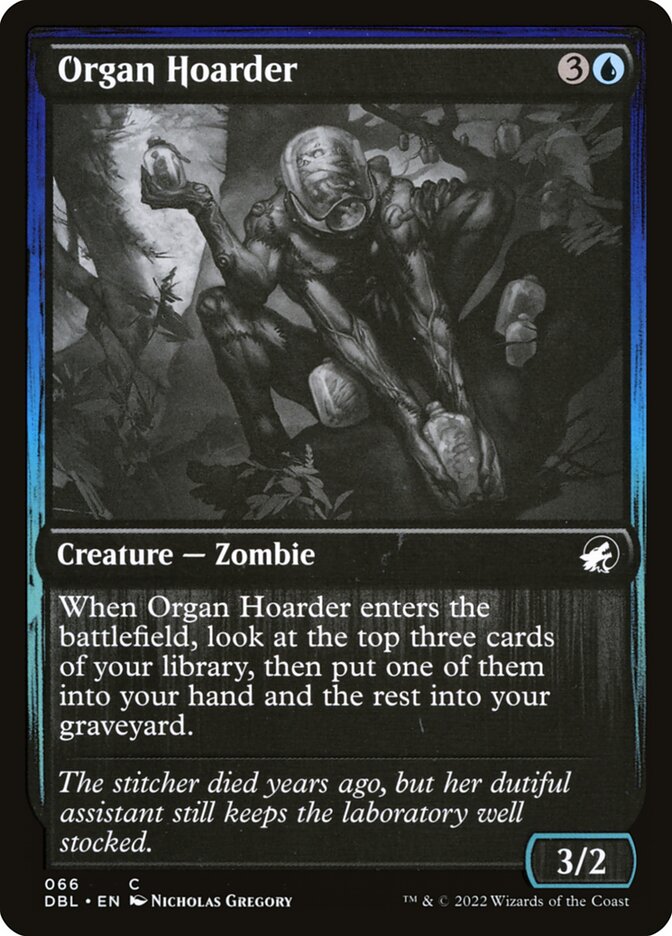 Organ Hoarder 3
Creature — Zombie
When Organ Hoarder enters the
battlefield, look at the top three cards
of your library, then put one of them
into your hand and the rest into your
graveyard.
The stitcher died years ago, but her dutiful
assistant still keeps the laboratory well
stocked.
3/2
066 C
DBL • EN Nicholas Gregory ™ & © 2022 Wizards of the Coast